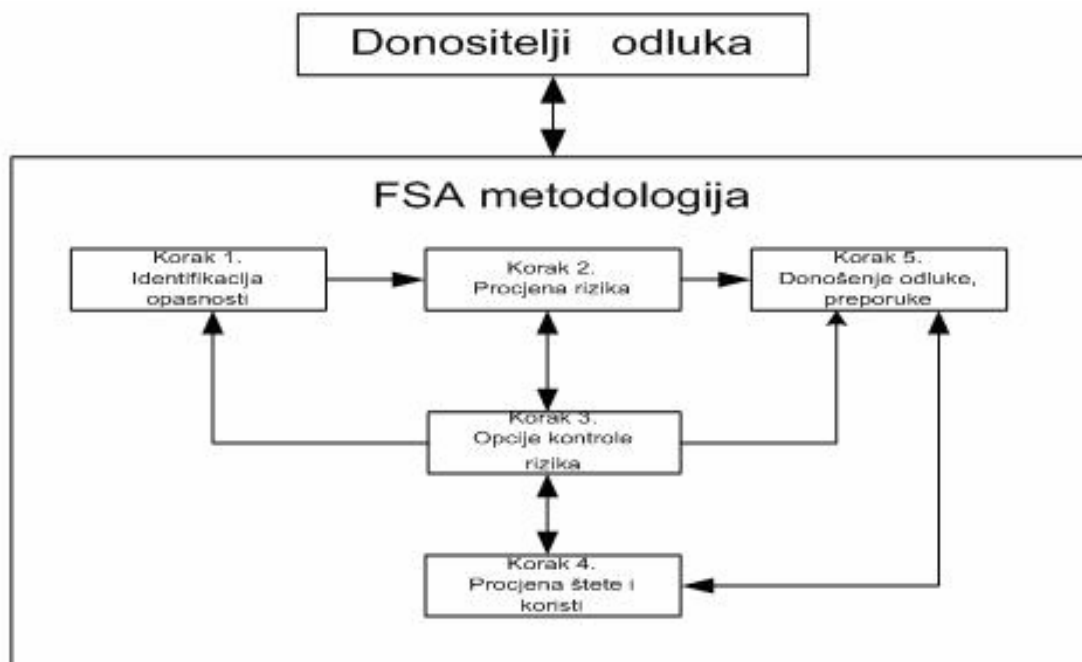 Donositelji odluka
FSA metodologija
Korak 1.
Identifikacija
opasnosti
Korak 2.
Procjena rizika
Korak 5.
Donošenje odluke,
preporuke
Korak 3.
Opcije kontrole
rizika
Korak 4.
Procjena štete i
koristi